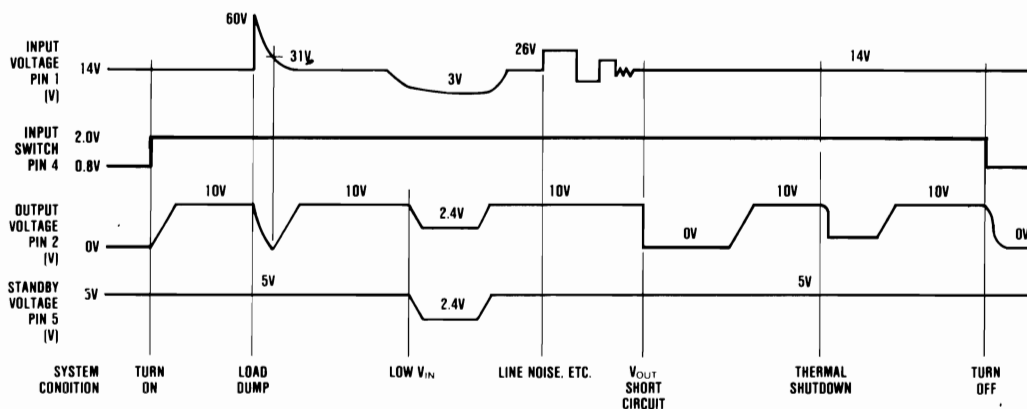 60V
31V
26V
INPUT
VOLTAGE
PIN 1
(V)
14V
3V
14V
INPUT
SWITCH
PIN 4
2.0V
0.8V
OUTPUT
VOLTAGE
PIN 2
(V)
0V
10V
10V
2.4V
10V
0V
10V
10V
0V
STANDBY
VOLTAGE
PIN 5
(V)
5V
5V
2.4V
5V
SYSTEM
CONDITION
TURN
ON
LOAD
DUMP
LOW VIN
LINE NOISE, ETC.
VOUT
SHORT
CIRCUIT
THERMAL
SHUTDOWN
TURN
OFF